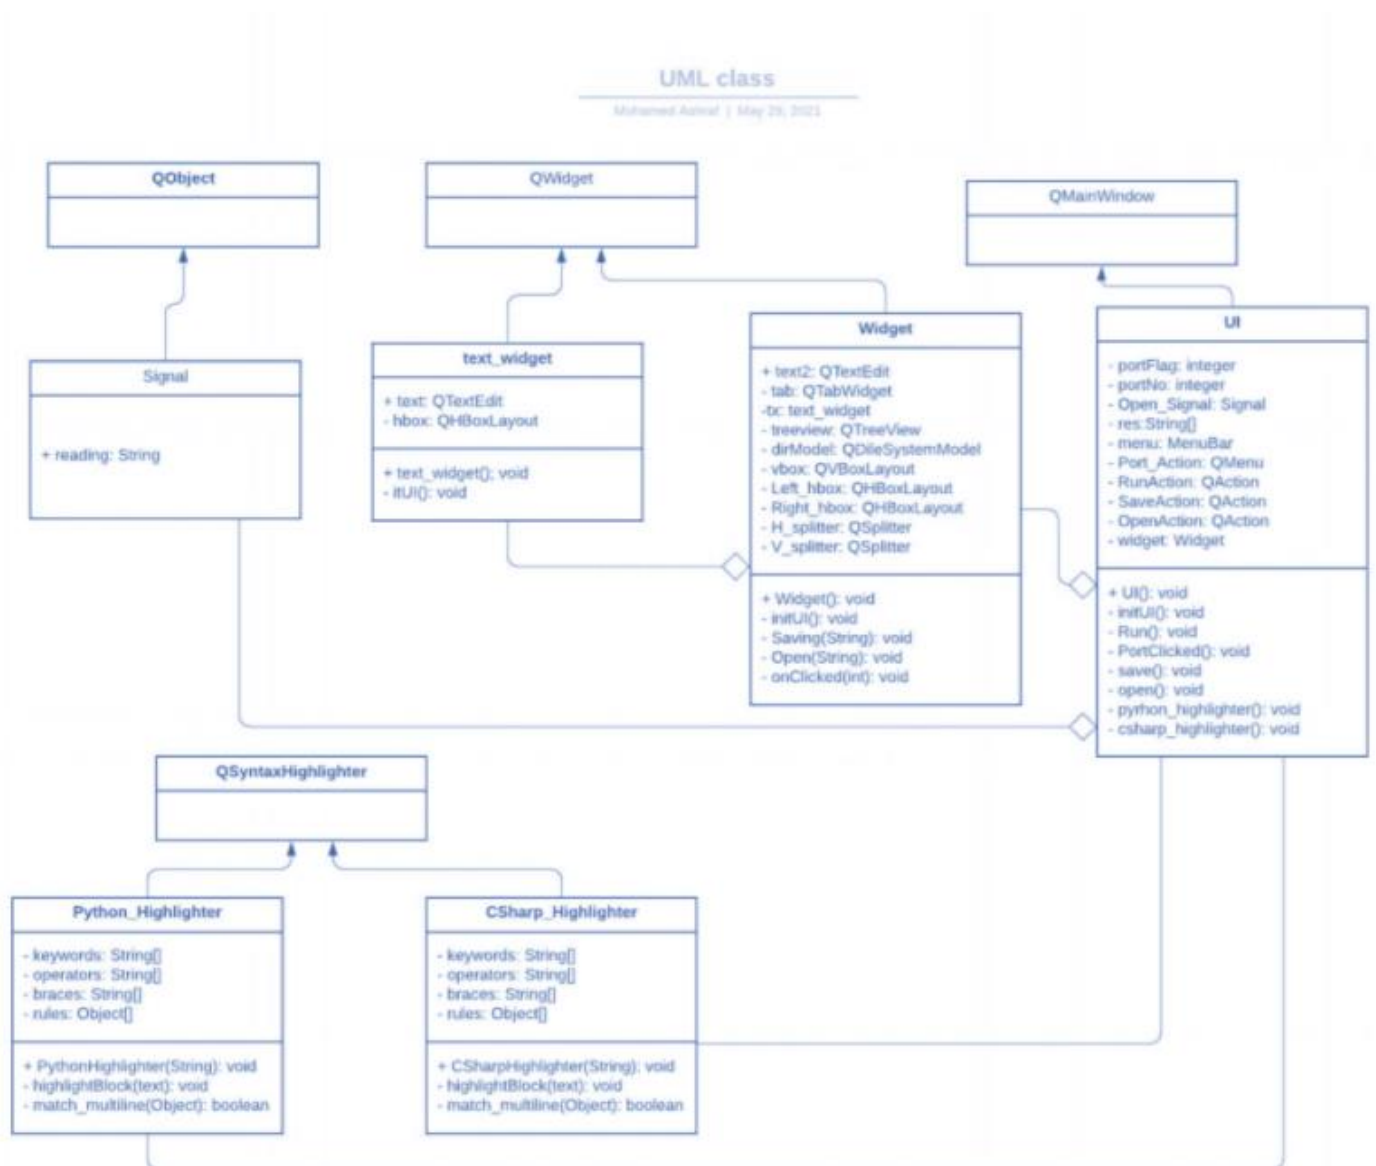 UML class
Mohamed Ashraf | May 29, 2021
QObject
QWidget
QMainWindow
Signal
+ reading: String
text_widget
+ text: QTextEdit
- hbox: QHBoxLayout
+ text_widget(); void
- itUI(): void
Widget
+ text2: QTextEdit
- tab: QTabWidget
-tx: text_widget
- treeview: QTreeView
- dirModel: QDileSystemModel
- vbox: QVBoxLayout
- Left_hbox: QHBoxLayout
- Right_hbox: QHBoxLayout
- H_splitter: QSplitter
- V_splitter: QSplitter
+ Widget(): void
- initUI(): void
- Saving(String): void
- Open(String): void
- onClicked(int): void
UI
- portFlag: integer
- portNo: integer
- Open_Signal: Signal
- res:String[]
- menu: MenuBar
- Port_Action: QMenu
- RunAction: QAction
- SaveAction: QAction
- OpenAction: QAction
- widget: Widget
+ UI(): void
- initUI(): void
- Run(): void
- PortClicked(): void
- save(): void
- open(): void
- pyrhon_highlighter(): void
- csharp_highlighter(): void
QSyntaxHighlighter
Python_Highlighter
- keywords: String[]
- operators: String[]
- braces: String[]
- rules: Object[]
+ PythonHighlighter(String): void
- highlightBlock(text): void
- match_multiline(Object): boolean
CSharp_Highlighter
- keywords: String[]
- operators: String[]
- braces: String[]
- rules: Object[]
+ CSharpHighlighter(String): void
- highlightBlock(text): void
- match_multiline(Object): boolean